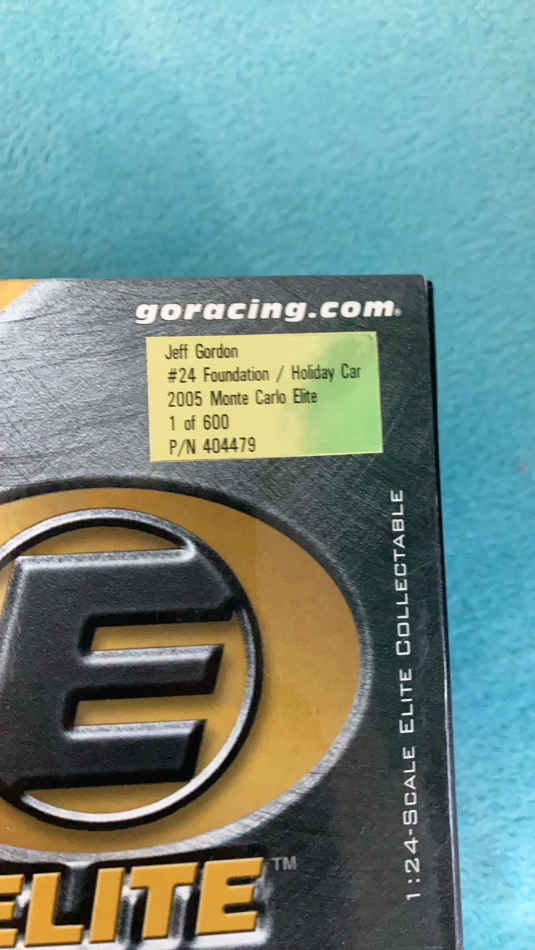 goracing.com®
Jeff Gordon
#24 Foundation / Holiday Car
2005 Monte Carlo Elite
1 of 600
P/N 404479
E
ELITE™
1:24-SCALE ELITE COLLECTABLE